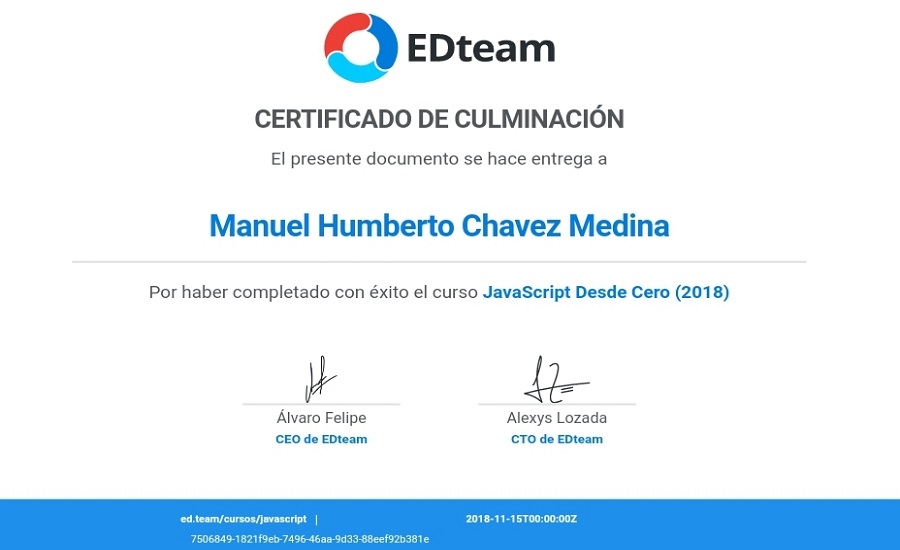 EDteam
CERTIFICADO DE CULMINACIÓN
El presente documento se hace entrega a
Manuel Humberto Chavez Medina
Por haber completado con éxito el curso JavaScript Desde Cero (2018)
Álvaro Felipe
CEO de EDteam
Alexys Lozada
CTO de EDteam
ed.team/cursos/javascript |
2018-11-15T00:00:00Z
7506849-1821f9eb-7496-46aa-9d33-88eef92b381e